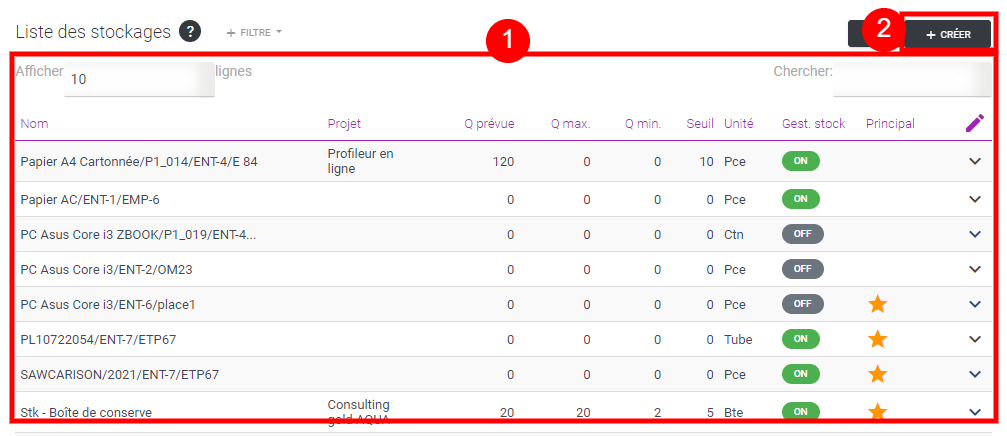 Liste des stockages ? + FILTRE
1
2
+ CRÉER
Afficher 10 lignes
Chercher:
Nom Projet Q prévue Q max. Q min. Seuil Unité Gest. stock Principal
Papier A4 Cartonnée/P1_014/ENT-4/E 84 Profileur en ligne 120 0 0 10 Pce ON
Papier AC/ENT-1/EMP-6 0 0 0 0 Pce ON
PC Asus Core i3 ZBOOK/P1_019/ENT-4... 0 0 0 0 Ctn OFF
PC Asus Core i3/ENT-2/OM23 0 0 0 0 Pce OFF
PC Asus Core i3/ENT-6/place1 0 0 0 0 Pce OFF
PL10722054/ENT-7/ETP67 0 0 0 0 Tube ON
SAWCARISON/2021/ENT-7/ETP67 0 0 0 0 Pce ON
Stk - Boîte de conserve Consulting gold AQUA 20 20 2 5 Bte ON